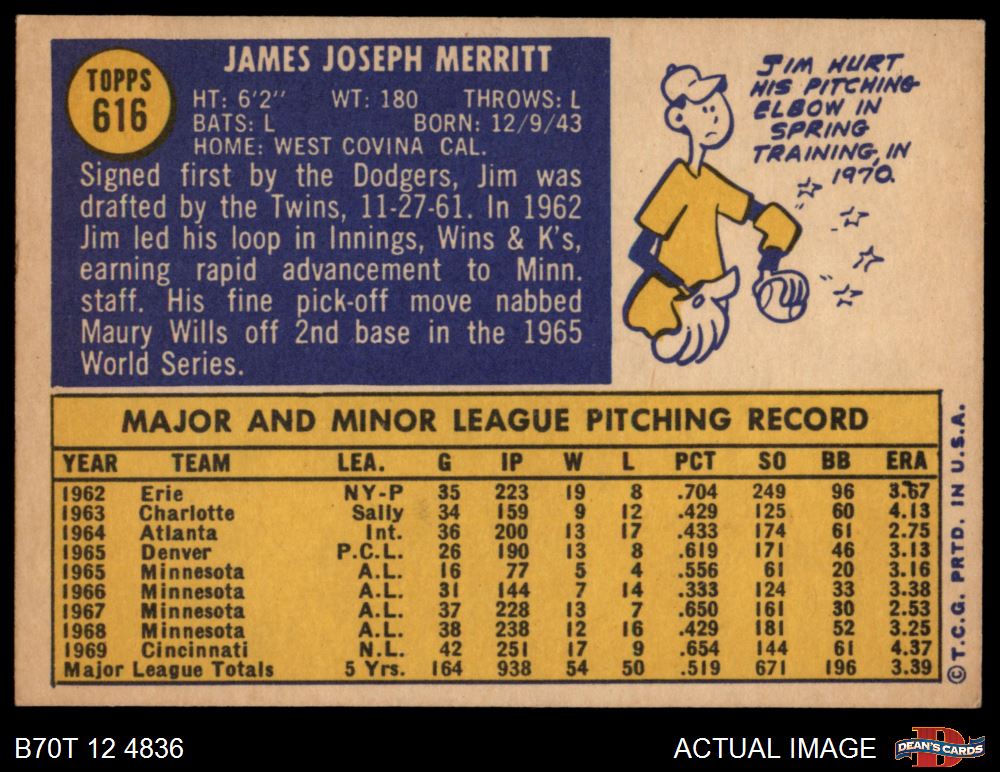 TOPPS
616
JAMES JOSEPH MERRITT
HT: 6'2" WT: 180 THROWS: L
BATS: L BORN: 12/9/43
HOME: WEST COVINA CAL.
Signed first by the Dodgers, Jim was
drafted by the Twins, 11-27-61. In 1962
Jim led his loop in Innings, Wins & K's,
earning rapid advancement to Minn.
staff. His fine pick-off move nabbed
Maury Wills off 2nd base in the 1965
World Series.
JIM HURT
HIS PITCHING
ELBOW IN
SPRING
TRAINING, IN
1970.
MAJOR AND MINOR LEAGUE PITCHING RECORD
YEAR TEAM LEA. G IP W L PCT SO BB ERA
1962 Erie NY-P 35 223 19 8 .704 249 96 3.67
1963 Charlotte Sally 34 159 9 12 .429 125 60 4.13
1964 Atlanta Int. 36 200 13 17 .433 174 61 2.75
1965 Denver P.C.L. 26 190 13 8 .619 171 46 3.13
1965 Minnesota A.L. 16 77 5 4 .556 61 20 3.16
1966 Minnesota A.L. 31 144 7 14 .333 124 33 3.38
1967 Minnesota A.L. 37 228 13 7 .650 161 30 2.53
1968 Minnesota A.L. 38 238 12 16 .429 181 52 3.25
1969 Cincinnati N.L. 42 251 17 9 .654 144 61 4.37
Major League Totals 5 Yrs. 164 938 54 50 .519 671 196 3.39
© T.C.G. PRTD. IN U.S.A.
B70T 12 4836
ACTUAL IMAGE
DEAN'S CARDS